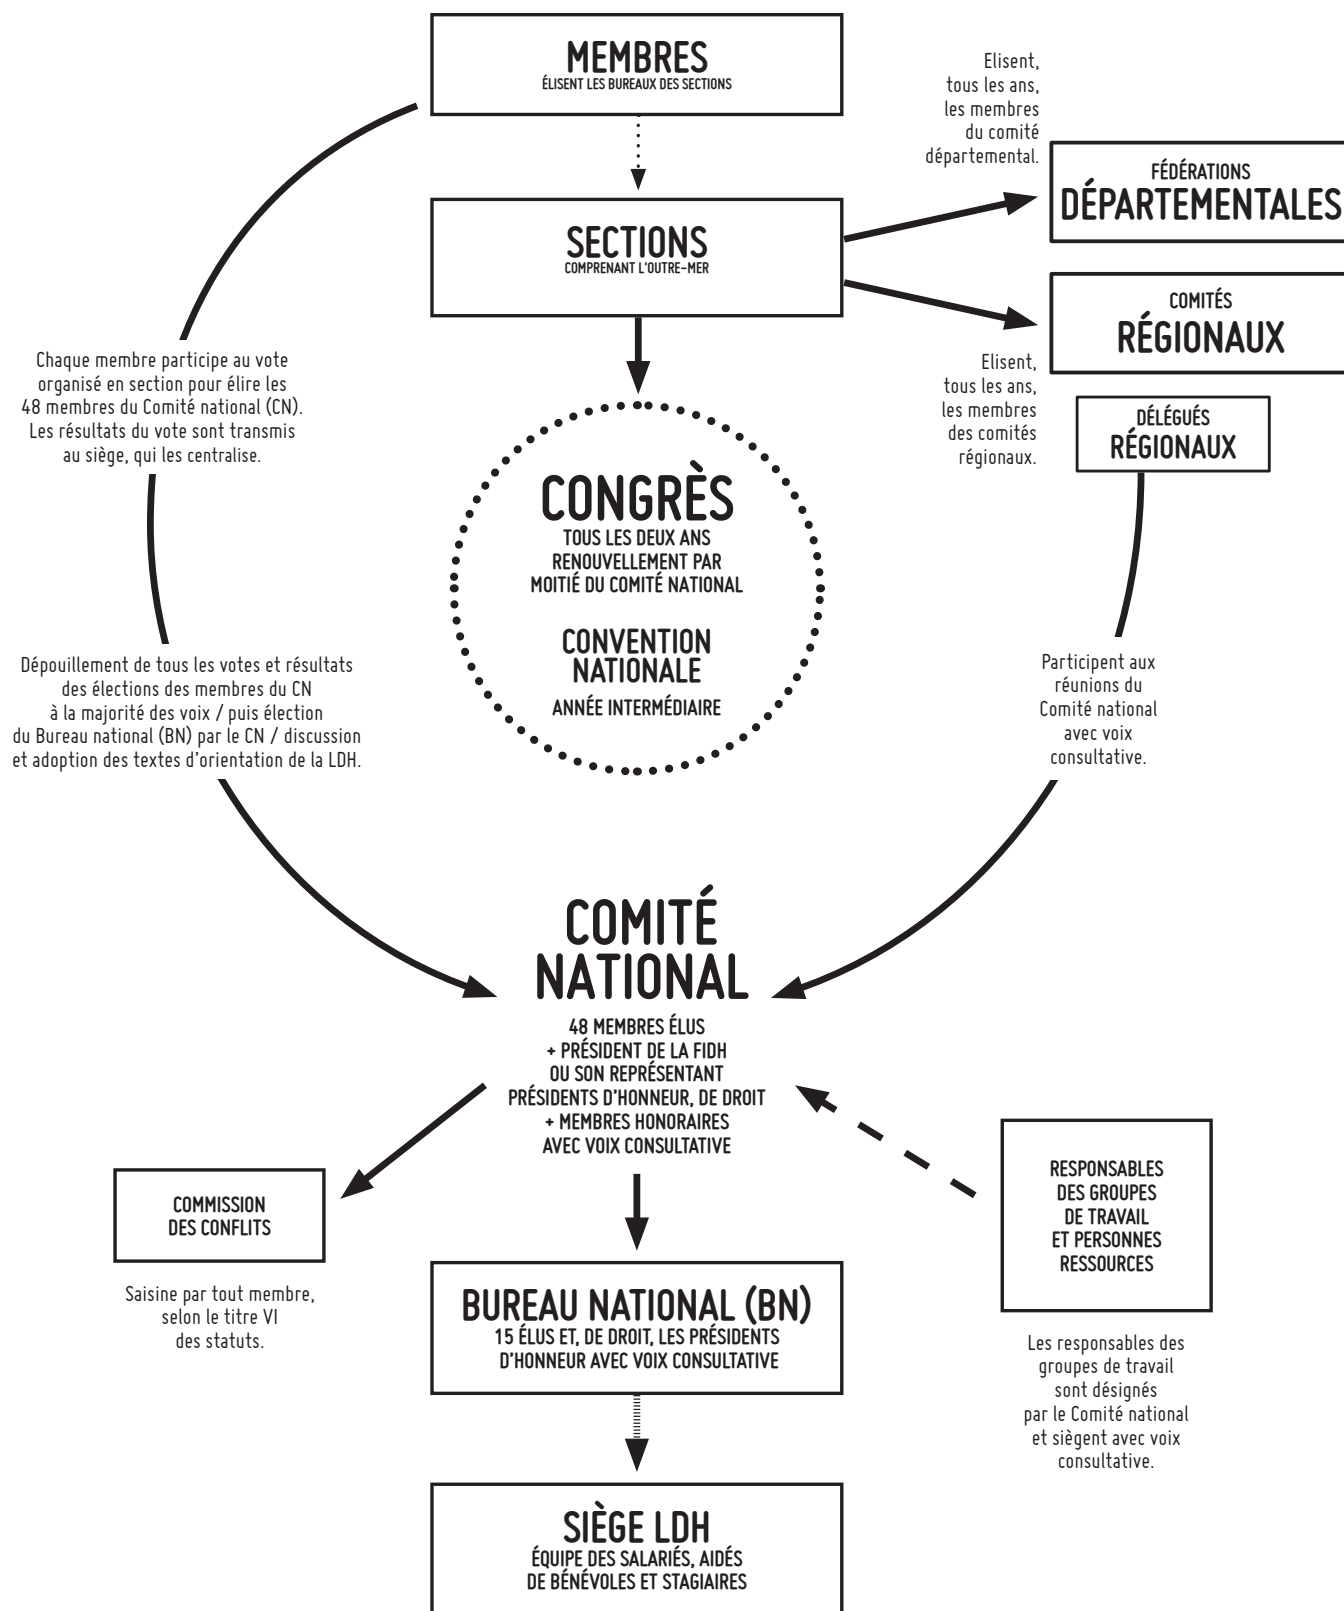 MEMBRES
ÉLISENT LES BUREAUX DES SECTIONS
Elisent,
tous les ans,
les membres
du comité
départemental.
FÉDÉRATIONS
DÉPARTEMENTALES
SECTIONS
COMPRENANT L'OUTRE-MER
COMITÉS
RÉGIONAUX
Elisent,
tous les ans,
les membres
des comités
régionaux.
DÉLÉGUÉS
RÉGIONAUX
Chaque membre participe au vote
organisé en section pour élire les
48 membres du Comité national (CN).
Les résultats du vote sont transmis
au siège, qui les centralise.
CONGRÈS
TOUS LES DEUX ANS
RENOUVELLEMENT PAR
MOITIÉ DU COMITÉ NATIONAL
CONVENTION
NATIONALE
ANNÉE INTERMÉDIAIRE
Dépouillement de tous les votes et résultats
des élections des membres du CN
à la majorité des voix / puis élection
du Bureau national (BN) par le CN / discussion
et adoption des textes d'orientation de la LDH.
Participent aux
réunions du
Comité national
avec voix
consultative.
COMITÉ
NATIONAL
48 MEMBRES ÉLUS
+ PRÉSIDENT DE LA FIDH
OU SON REPRÉSENTANT
PRÉSIDENTS D'HONNEUR, DE DROIT
+ MEMBRES HONORAIRES
AVEC VOIX CONSULTATIVE
COMMISSION
DES CONFLITS
Saisine par tout membre,
selon le titre VI
des statuts.
RESPONSABLES
DES GROUPES
DE TRAVAIL
ET PERSONNES
RESSOURCES
Les responsables des
groupes de travail
sont désignés
par le Comité national
et siègent avec voix
consultative.
BUREAU NATIONAL (BN)
15 ÉLUS ET, DE DROIT, LES PRÉSIDENTS
D'HONNEUR AVEC VOIX CONSULTATIVE
SIÈGE LDH
ÉQUIPE DES SALARIÉS, AIDÉS
DE BÉNÉVOLES ET STAGIAIRES